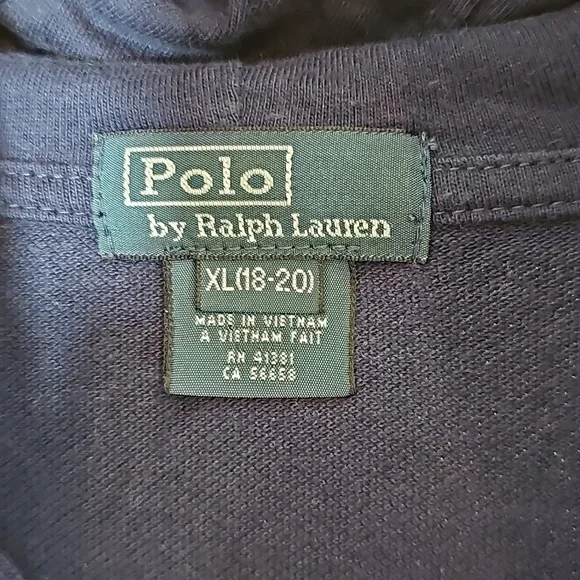 Polo
by Ralph Lauren
XL(18-20)
MADE IN VIETNAM
A VIETNAM FAIT
RN 41381
CA 56658